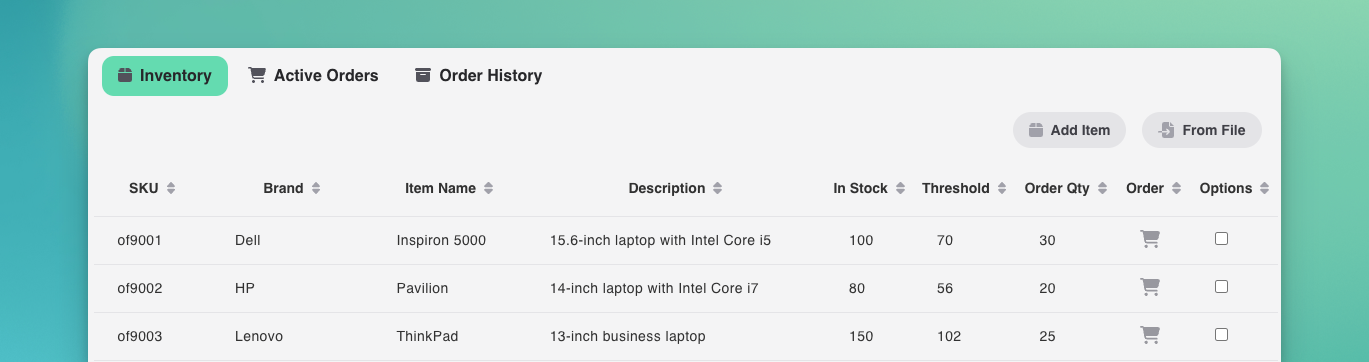 Inventory Active Orders Order History
Add Item From File
SKU Brand Item Name Description In Stock Threshold Order Qty Order Options
of9001 Dell Inspiron 5000 15.6-inch laptop with Intel Core i5 100 70 30
of9002 HP Pavilion 14-inch laptop with Intel Core i7 80 56 20
of9003 Lenovo ThinkPad 13-inch business laptop 150 102 25